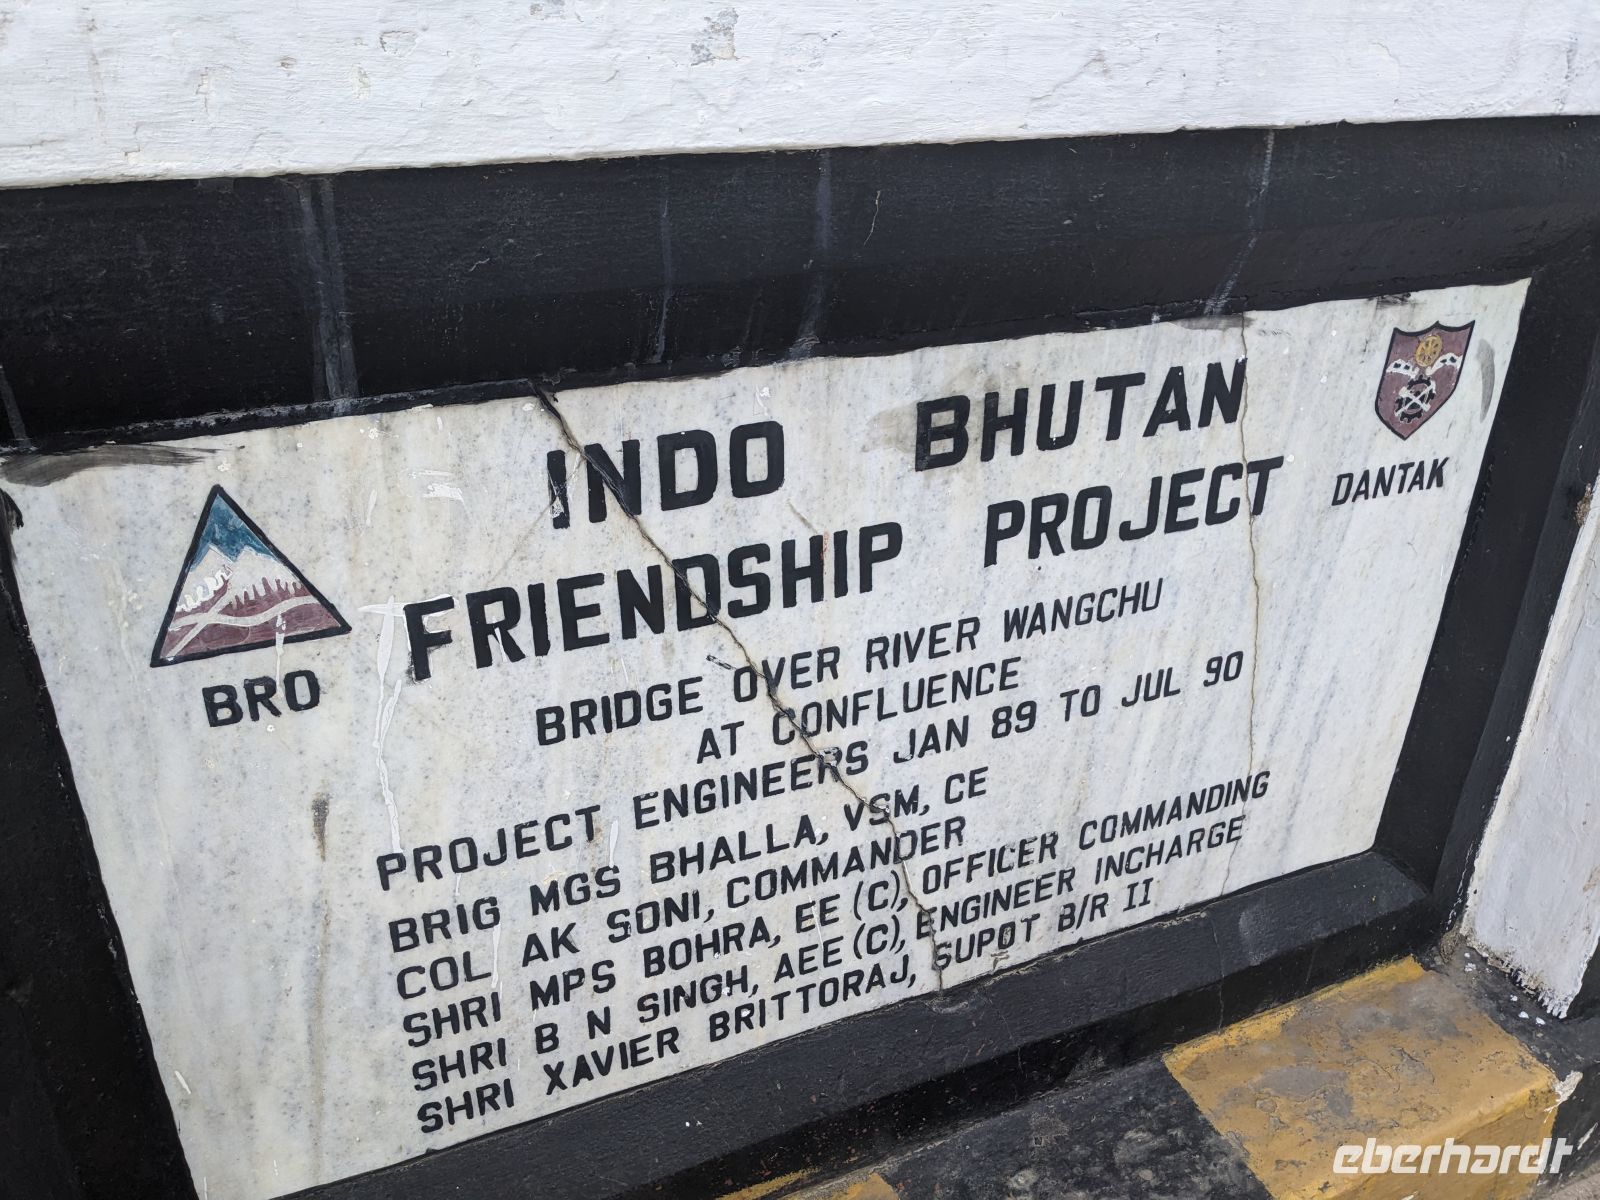 INDO BHUTAN
FRIENDSHIP PROJECT
BRO
DANTAK
BRIDGE OVER RIVER WANGCHU
AT CONFLUENCE
PROJECT ENGINEERS JAN 89 TO JUL 90
BRIG MGS BHALLA, VSM, CE
COL AK SONI, COMMANDER
SHRI MPS BOHRA, EE (C), OFFICER COMMANDING
SHRI B N SINGH, AEE (C), ENGINEER INCHARGE
SHRI XAVIER BRITTORAJ, SUPOT B/R II
eberhardt